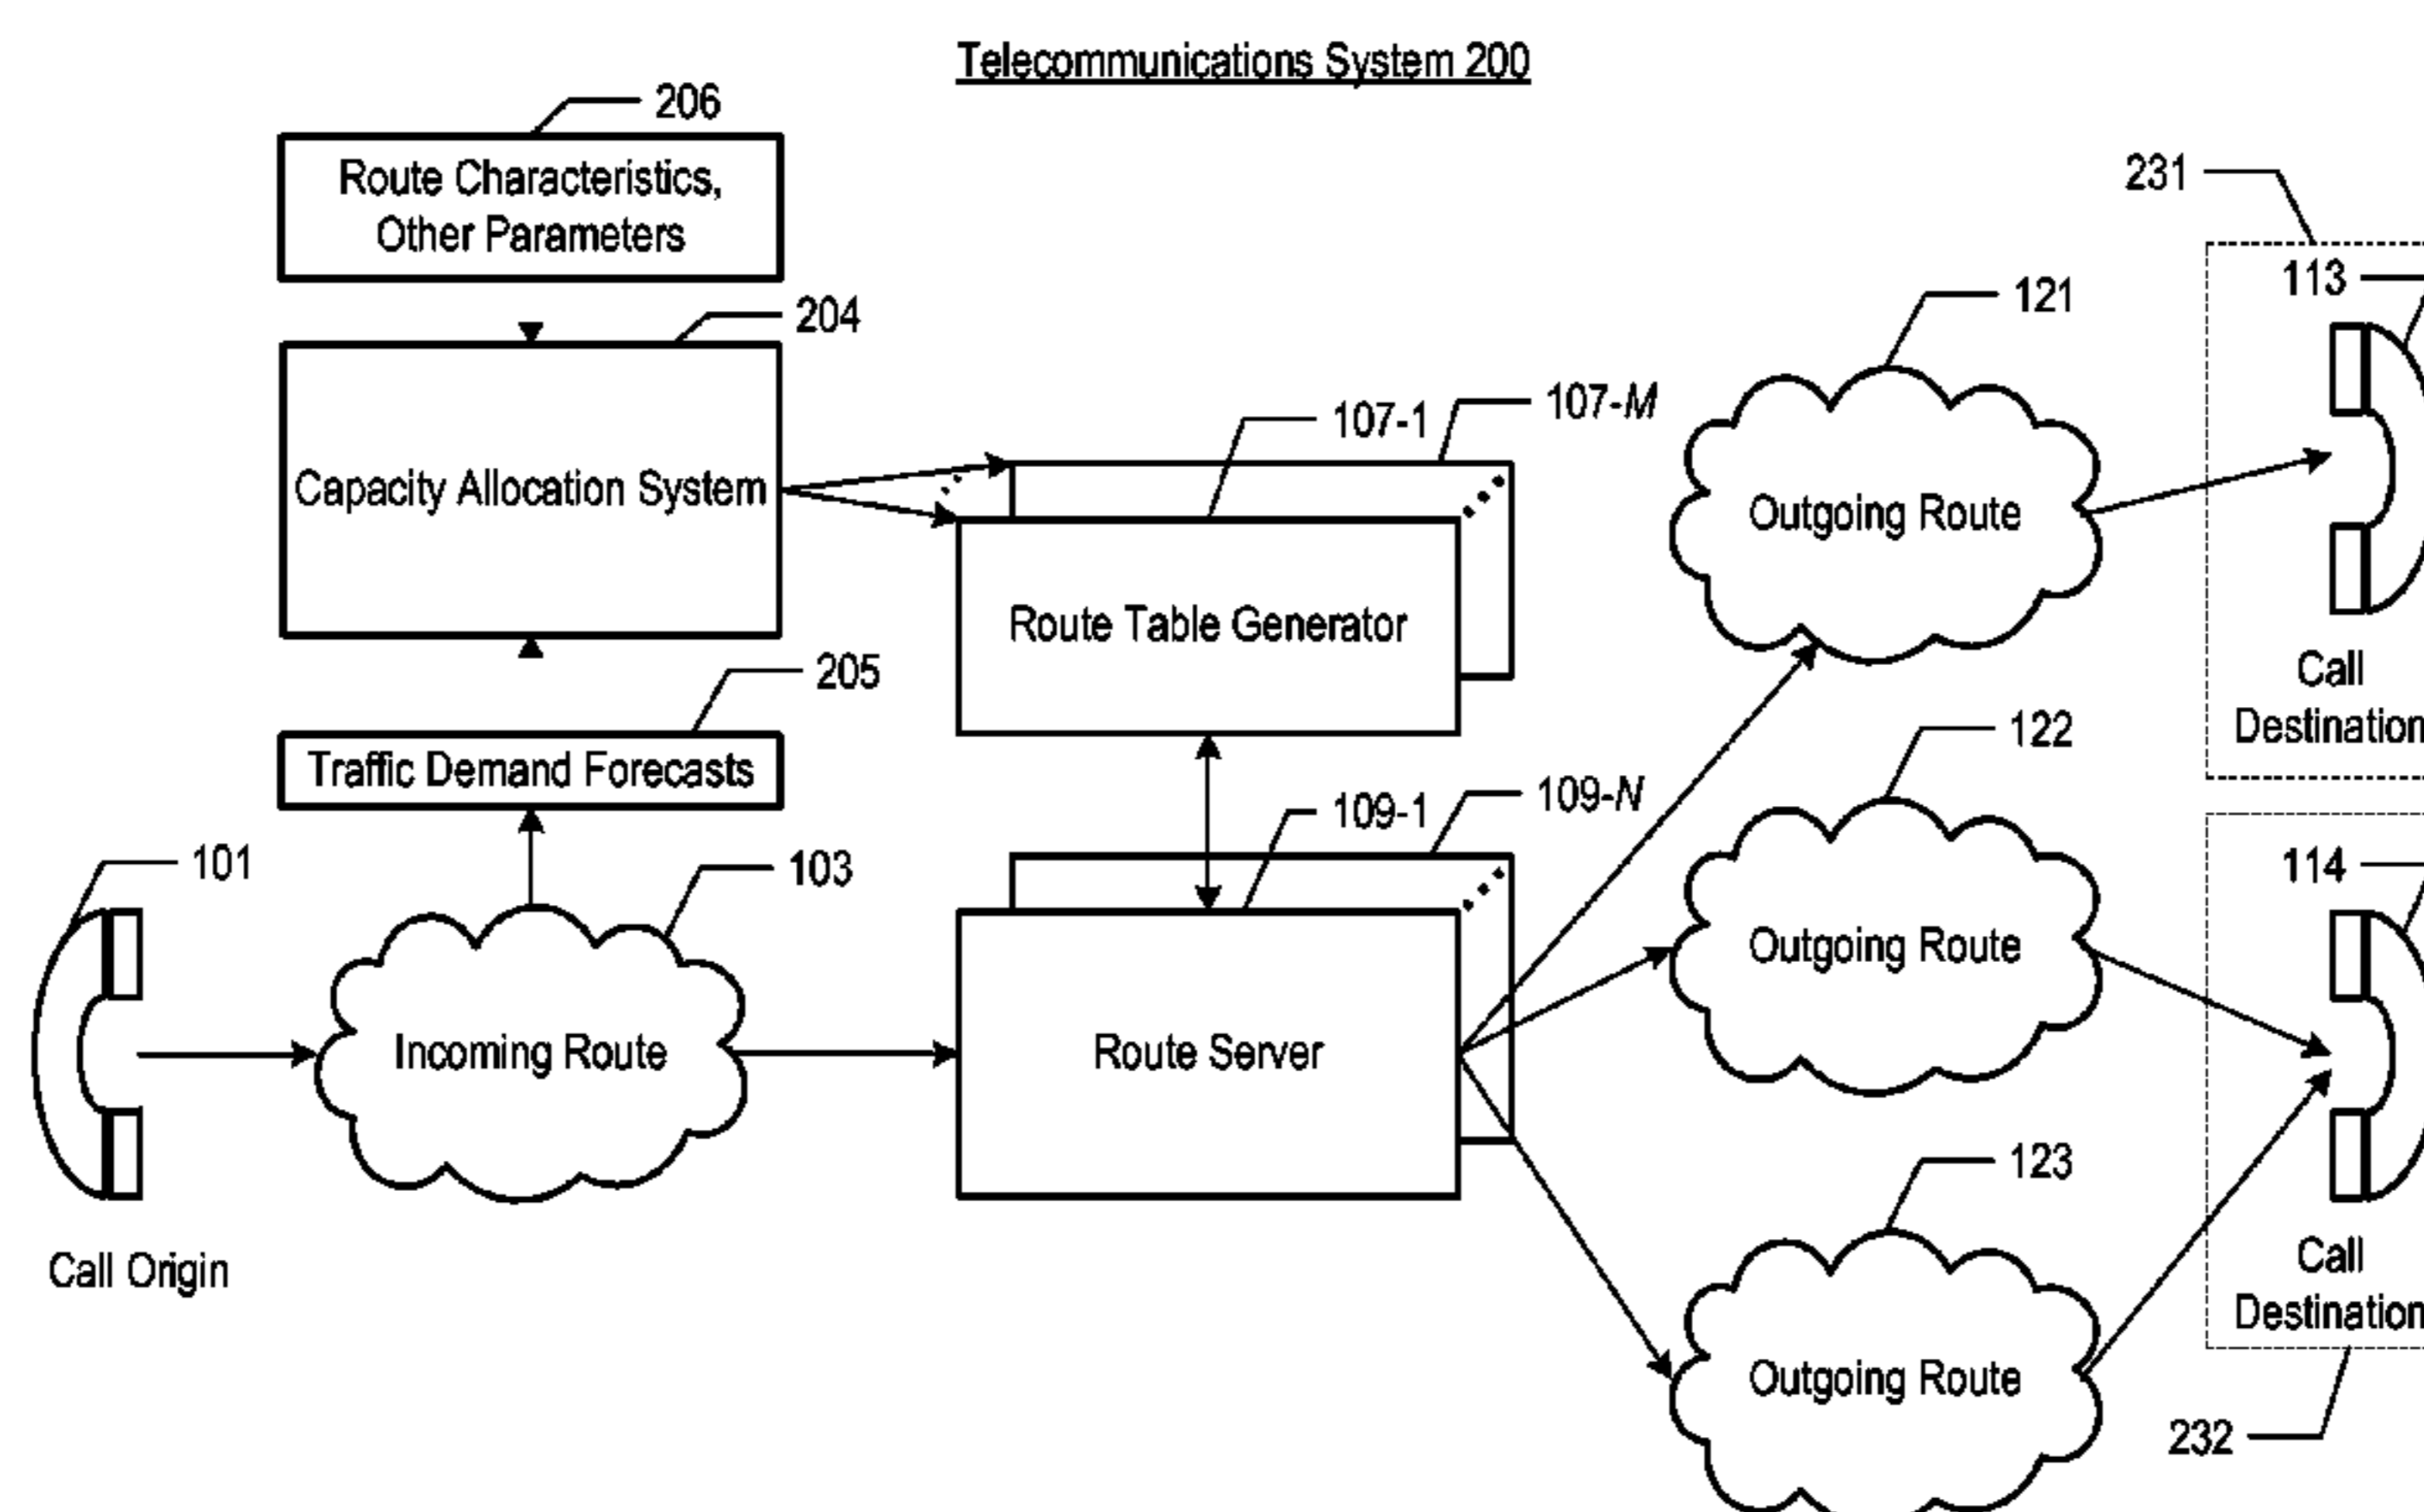 Telecommunications System 200
206
Route Characteristics,
Other Parameters
231
113
121
204
107-M
107-1
Capacity Allocation System
Outgoing Route
Route Table Generator
205
Call
Destination
122
Traffic Demand Forecasts
109-N
109-1
101
103
114
Outgoing Route
Incoming Route
Route Server
123
Call Origin
Call
Destination
Outgoing Route
232